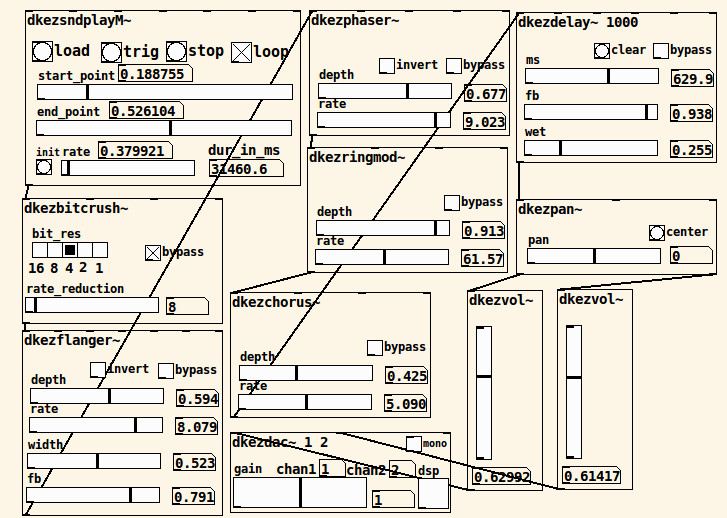 dkezsndplayM~
load trig stop loop
start_point 0.188755
end_point 0.526104
init rate 0.379921 dur_in_ms
31460.6
dkezbitcrush~
bit_res
bypass
16 8 4 2 1
rate_reduction
8
dkezflanger~
invert bypass
depth
0.594
rate
8.079
width
0.523
fb
0.791
dkezphaser~
invert bypass
depth
0.677
rate
9.023
dkezringmod~
bypass
depth
0.913
rate
61.57
dkezchorus~
bypass
depth
0.425
rate
5.090
dkezdac~ 1 2
mono
gain chan1 1 chan2 2 dsp
1
dkezdelay~ 1000
clear bypass
ms
629.9
fb
0.938
wet
0.255
dkezpan~
center
pan
0
dkezvol~
0.62992
dkezvol~
0.61417